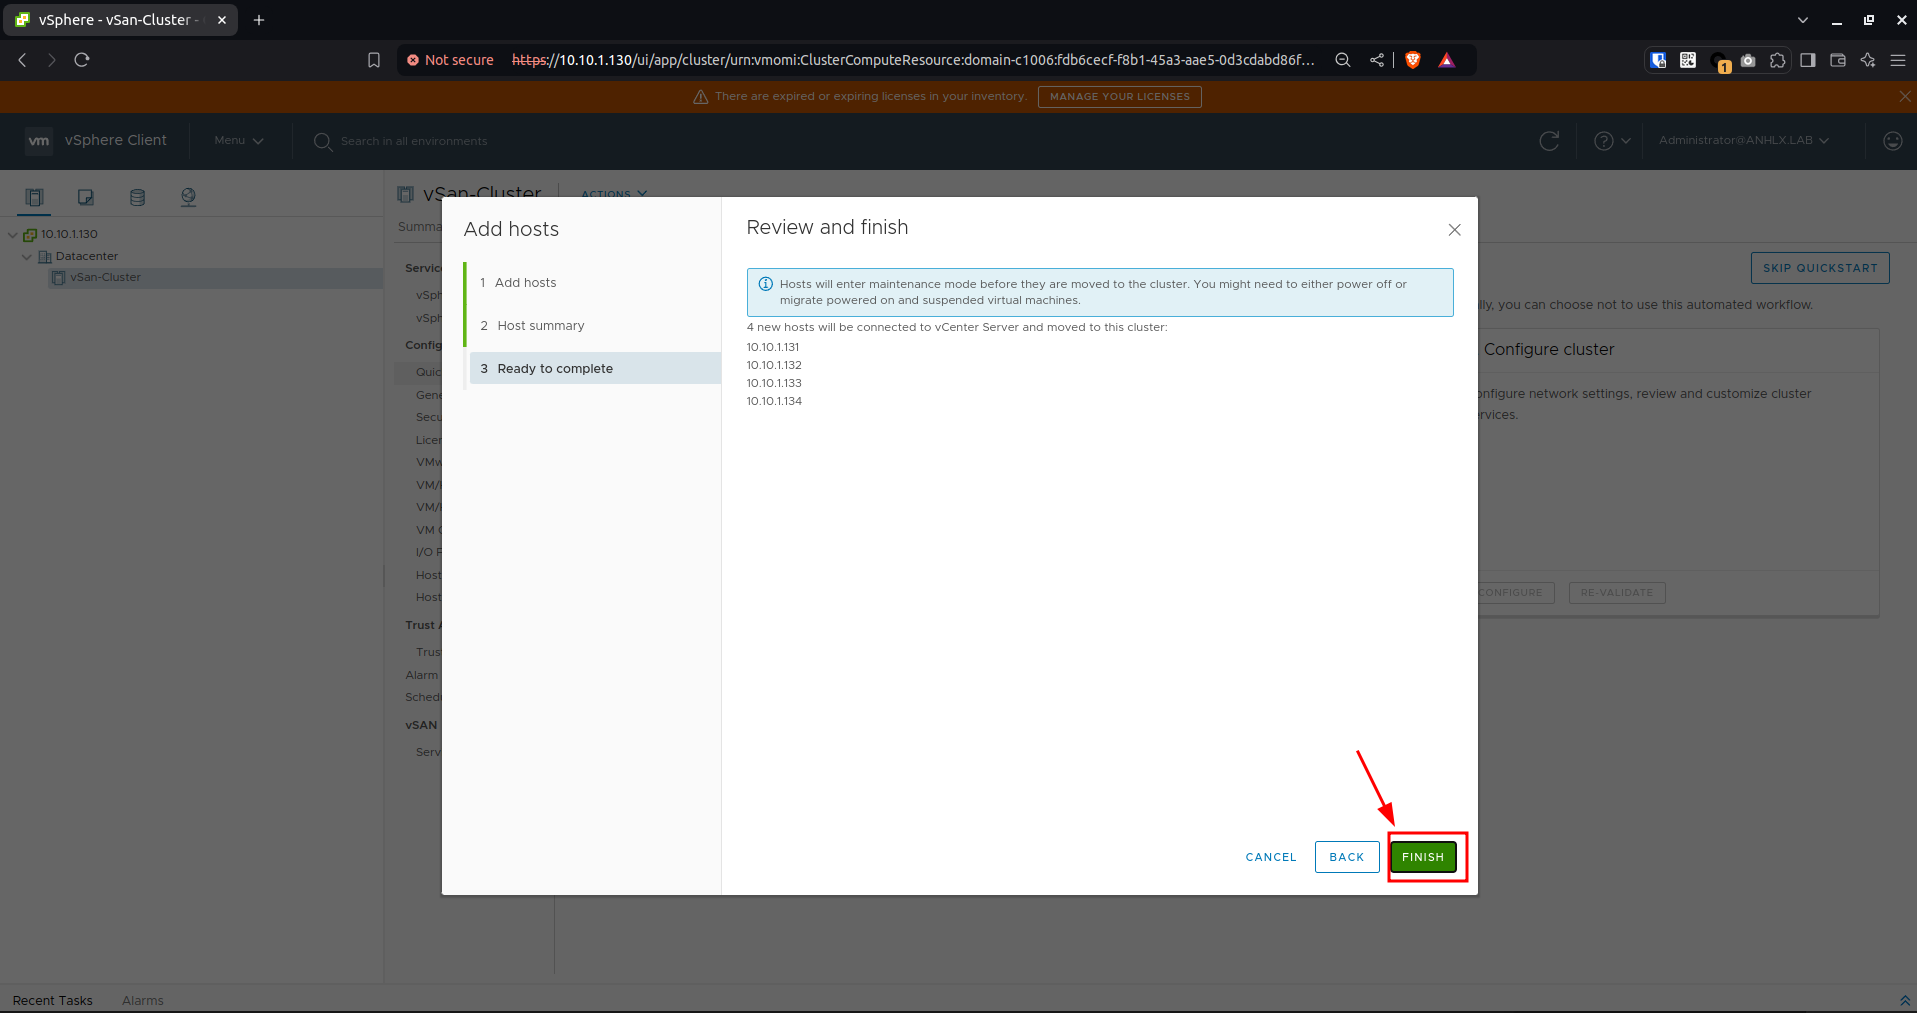 vSphere - vSan-Cluster -
Not secure https://10.10.1.130/ui/app/cluster/urn:vmomi:ClusterComputeResource:domain-c1006:fdb6cecf-f8b1-45a3-aae5-0d3cdabd86f...
1
There are expired or expiring licenses in your inventory. MANAGE YOUR LICENSES
vm vSphere Client Menu Search in all environments Administrator@ANHLX.LAB
10.10.1.130
Datacenter
vSan-Cluster
vSan-Cluster ACTIONS
Summa
Servic
vSph
vSph
Config
Quic
Gene
Secu
Licen
VMw
VM/
VM/
VM
I/O
Host
Host
Trust
Trus
Alarm
Sched
vSAN
Serv
SKIP QUICKSTART
lly, you can choose not to use this automated workflow.
Configure cluster
onfigure network settings, review and customize cluster
rvices.
CONFIGURE RE-VALIDATE
Add hosts
1 Add hosts
2 Host summary
3 Ready to complete
Review and finish
Hosts will enter maintenance mode before they are moved to the cluster. You might need to either power off or
migrate powered on and suspended virtual machines.
4 new hosts will be connected to vCenter Server and moved to this cluster:
10.10.1.131
10.10.1.132
10.10.1.133
10.10.1.134
CANCEL BACK FINISH
Recent Tasks Alarms